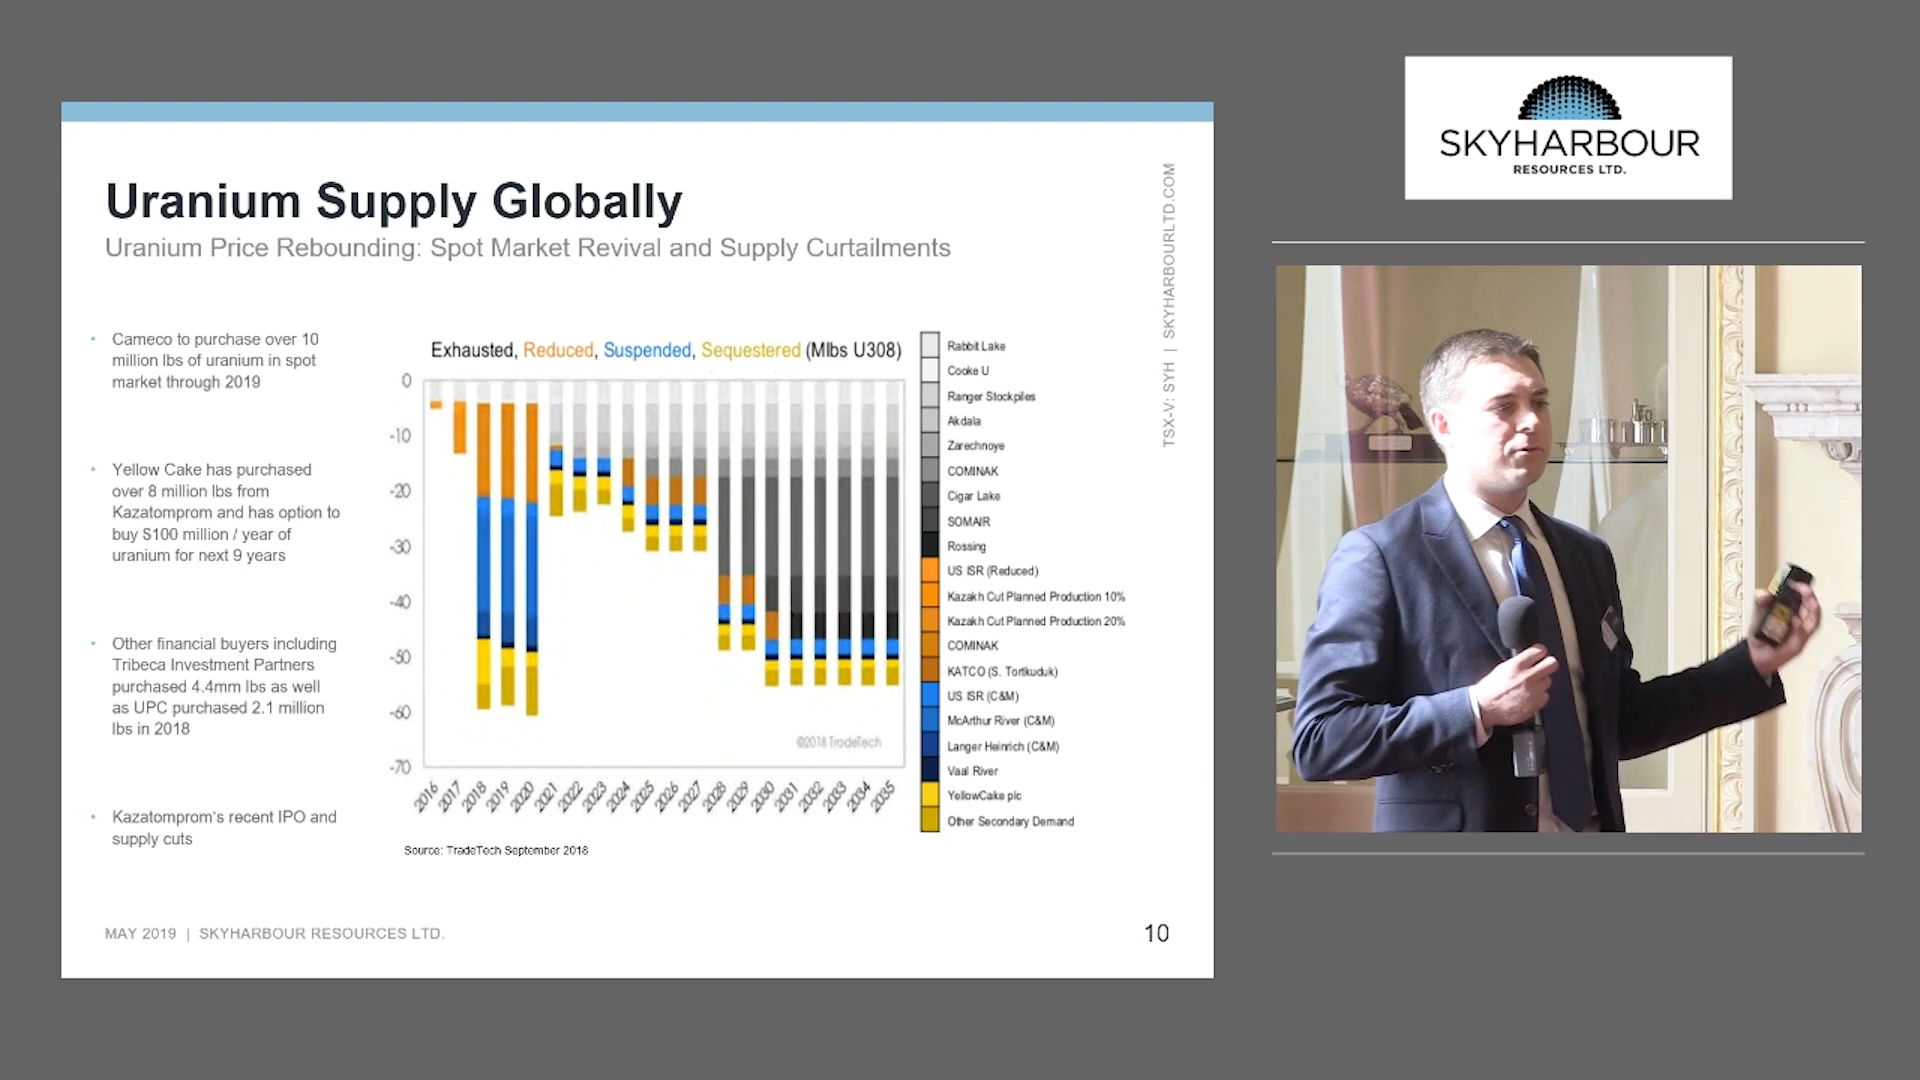 SKYHARBOUR
RESOURCES LTD.
Uranium Supply Globally
Uranium Price Rebounding: Spot Market Revival and Supply Curtailments
TSX-V: SYH | SKYHARBOURLTD.COM
• Cameco to purchase over 10
million lbs of uranium in spot
market through 2019
• Yellow Cake has purchased
over 8 million lbs from
Kazatomprom and has option to
buy $100 million / year of
uranium for next 9 years
• Other financial buyers including
Tribeca Investment Partners
purchased 4.4mm lbs as well
as UPC purchased 2.1 million
lbs in 2018
• Kazatomprom's recent IPO and
supply cuts
Exhausted, Reduced, Suspended, Sequestered (Mlbs U308)
0
-10
-20
-30
-40
-50
-60
-70
2016
2017
2018
2019
2020
2021
2022
2023
2024
2025
2026
2027
2028
2029
2030
2031
2032
2033
2034
2035
©2018 TradeTech
Rabbit Lake
Cooke U
Ranger Stockpiles
Akdala
Zarechnoye
COMINAK
Cigar Lake
SOMAIR
Rossing
US ISR (Reduced)
Kazakh Cut Planned Production 10%
Kazakh Cut Planned Production 20%
COMINAK
KATCO (S. Tortkuduk)
US ISR (C&M)
McArthur River (C&M)
Langer Heinrich (C&M)
Vaal River
YellowCake plc
Other Secondary Demand
Source: TradeTech September 2018
MAY 2019 | SKYHARBOUR RESOURCES LTD.
10